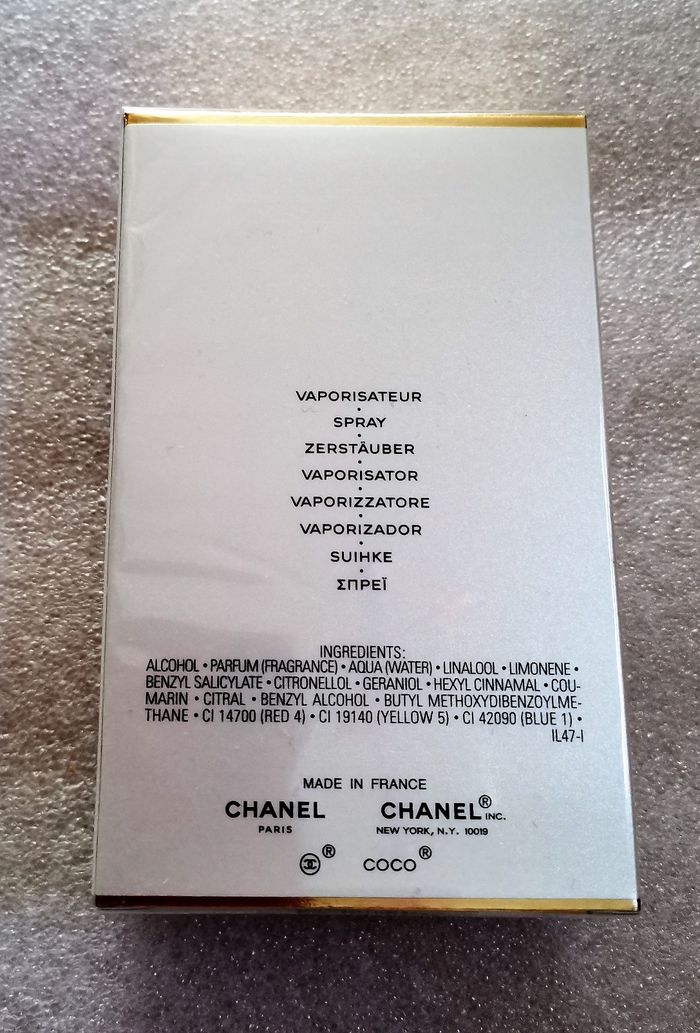 VAPORISATEUR
•
SPRAY
•
ZERSTÄUBER
•
VAPORISATOR
•
VAPORIZZATORE
•
VAPORIZADOR
•
SUIHKE
•
ΣΠΡΕΪ
INGREDIENTS:
ALCOHOL • PARFUM (FRAGRANCE) • AQUA (WATER) • LINALOOL • LIMONENE •
BENZYL SALICYLATE • CITRONELLOL • GERANIOL • HEXYL CINNAMAL • COU-
MARIN • CITRAL • BENZYL ALCOHOL • BUTYL METHOXYDIBENZOYLME-
THANE • CI 14700 (RED 4) • CI 19140 (YELLOW 5) • CI 42090 (BLUE 1) •
IL47-I
MADE IN FRANCE
CHANEL CHANEL® INC.
PARIS NEW YORK, N.Y. 10019
® COCO®